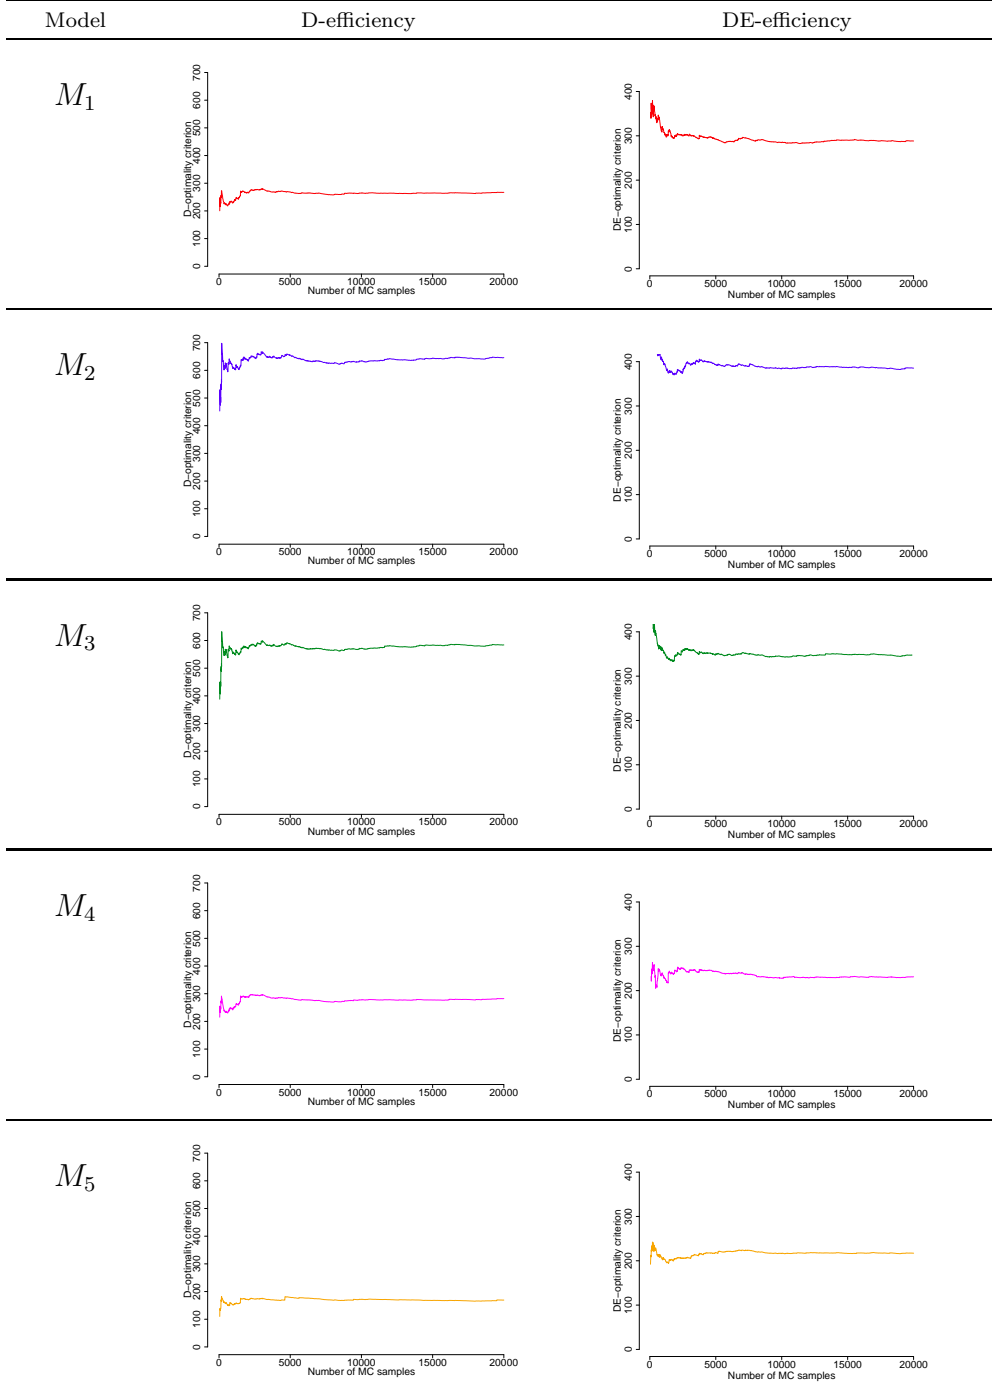 Model D-efficiency DE-efficiency
M1
D-optimality criterion
0 100 200 300 400 500 600 700
0 5000 10000 15000 20000
Number of MC samples
DE-optimality criterion
0 100 200 300 400
0 5000 10000 15000 20000
Number of MC samples
M2
D-optimality criterion
0 100 200 300 400 500 600 700
0 5000 10000 15000 20000
Number of MC samples
DE-optimality criterion
0 100 200 300 400
0 5000 10000 15000 20000
Number of MC samples
M3
D-optimality criterion
0 100 200 300 400 500 600 700
0 5000 10000 15000 20000
Number of MC samples
DE-optimality criterion
0 100 200 300 400
0 5000 10000 15000 20000
Number of MC samples
M4
D-optimality criterion
0 100 200 300 400 500 600 700
0 5000 10000 15000 20000
Number of MC samples
DE-optimality criterion
0 100 200 300 400
0 5000 10000 15000 20000
Number of MC samples
M5
D-optimality criterion
0 100 200 300 400 500 600 700
0 5000 10000 15000 20000
Number of MC samples
DE-optimality criterion
0 100 200 300 400
0 5000 10000 15000 20000
Number of MC samples